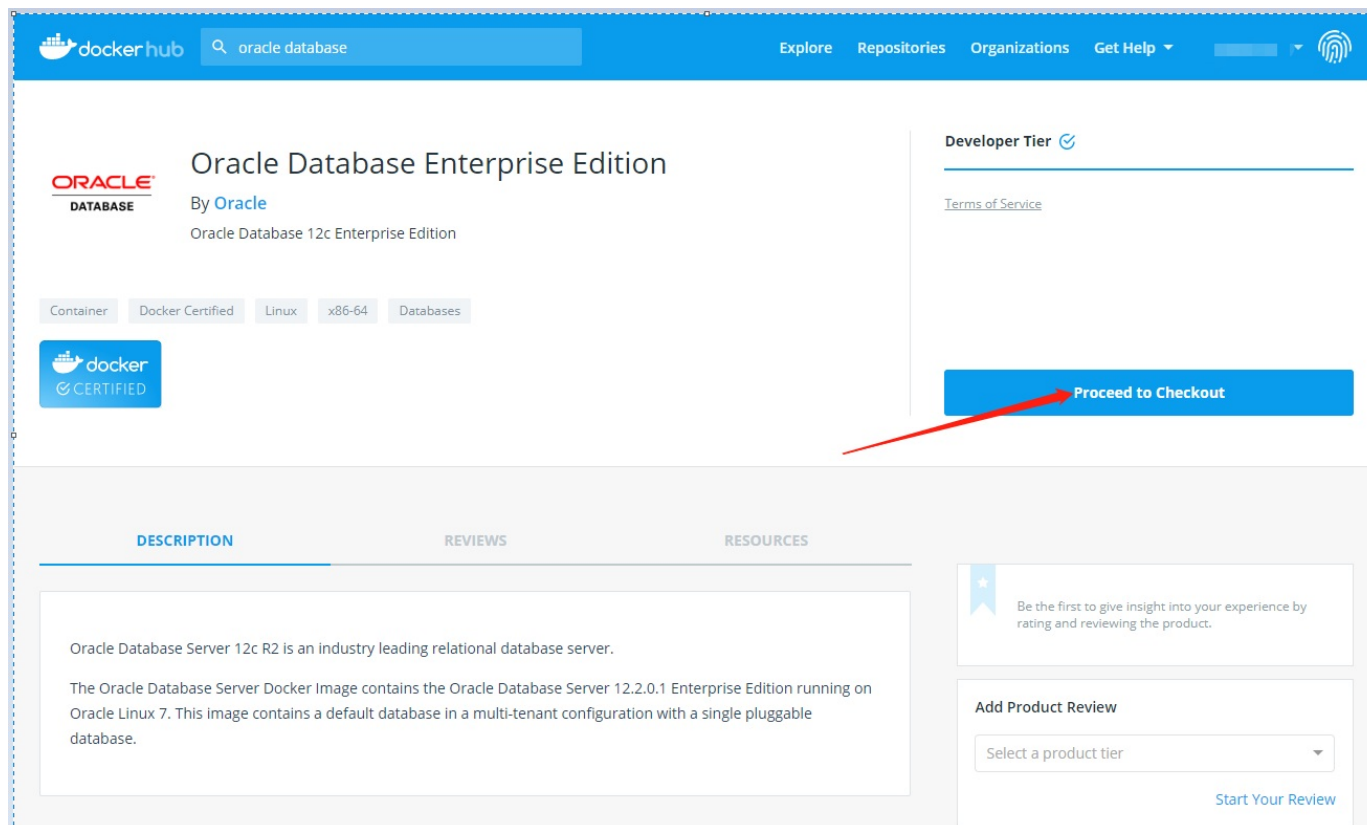 docker hub
oracle database
Explore Repositories Organizations Get Help
ORACLE
DATABASE
Oracle Database Enterprise Edition
By Oracle
Oracle Database 12c Enterprise Edition
Container Docker Certified Linux x86-64 Databases
docker
CERTIFIED
Developer Tier
Terms of Service
Proceed to Checkout
DESCRIPTION REVIEWS RESOURCES
Oracle Database Server 12c R2 is an industry leading relational database server.
The Oracle Database Server Docker Image contains the Oracle Database Server 12.2.0.1 Enterprise Edition running on
Oracle Linux 7. This image contains a default database in a multi-tenant configuration with a single pluggable
database.
Be the first to give insight into your experience by
rating and reviewing the product.
Add Product Review
Select a product tier
Start Your Review